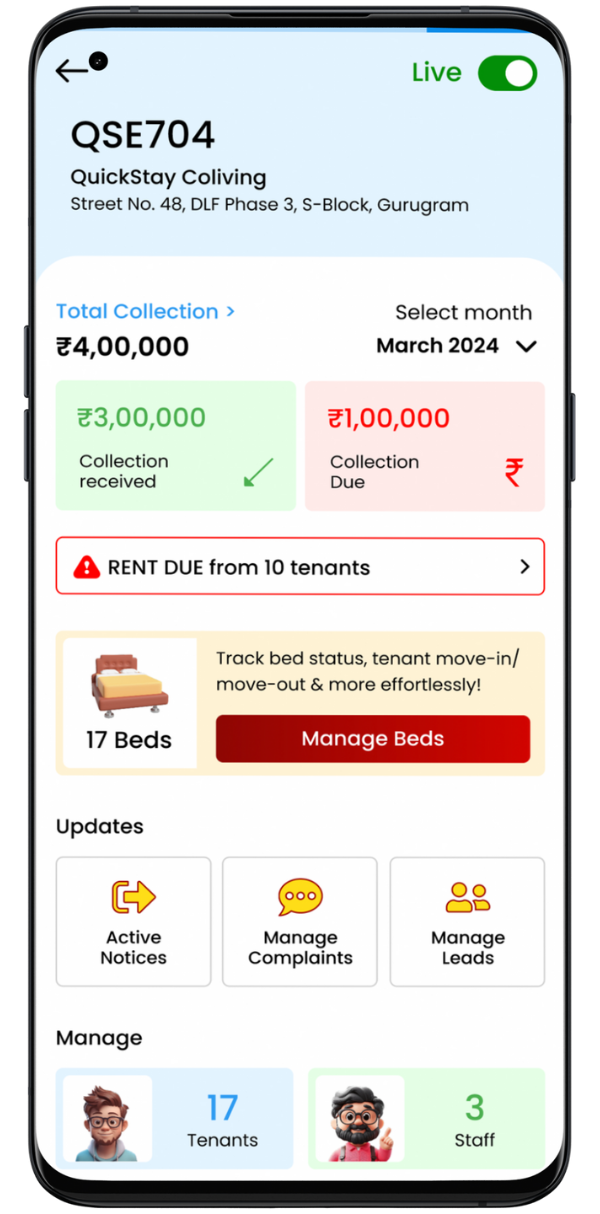 Live
QSE704
QuickStay Coliving
Street No. 48, DLF Phase 3, S-Block, Gurugram
Total Collection >
Select month
₹4,00,000
March 2024
₹3,00,000
Collection
received
₹1,00,000
Collection
Due
₹
RENT DUE from 10 tenants
Track bed status, tenant move-in/
move-out & more effortlessly!
17 Beds
Manage Beds
Updates
Active
Notices
Manage
Complaints
Manage
Leads
Manage
17
Tenants
3
Staff